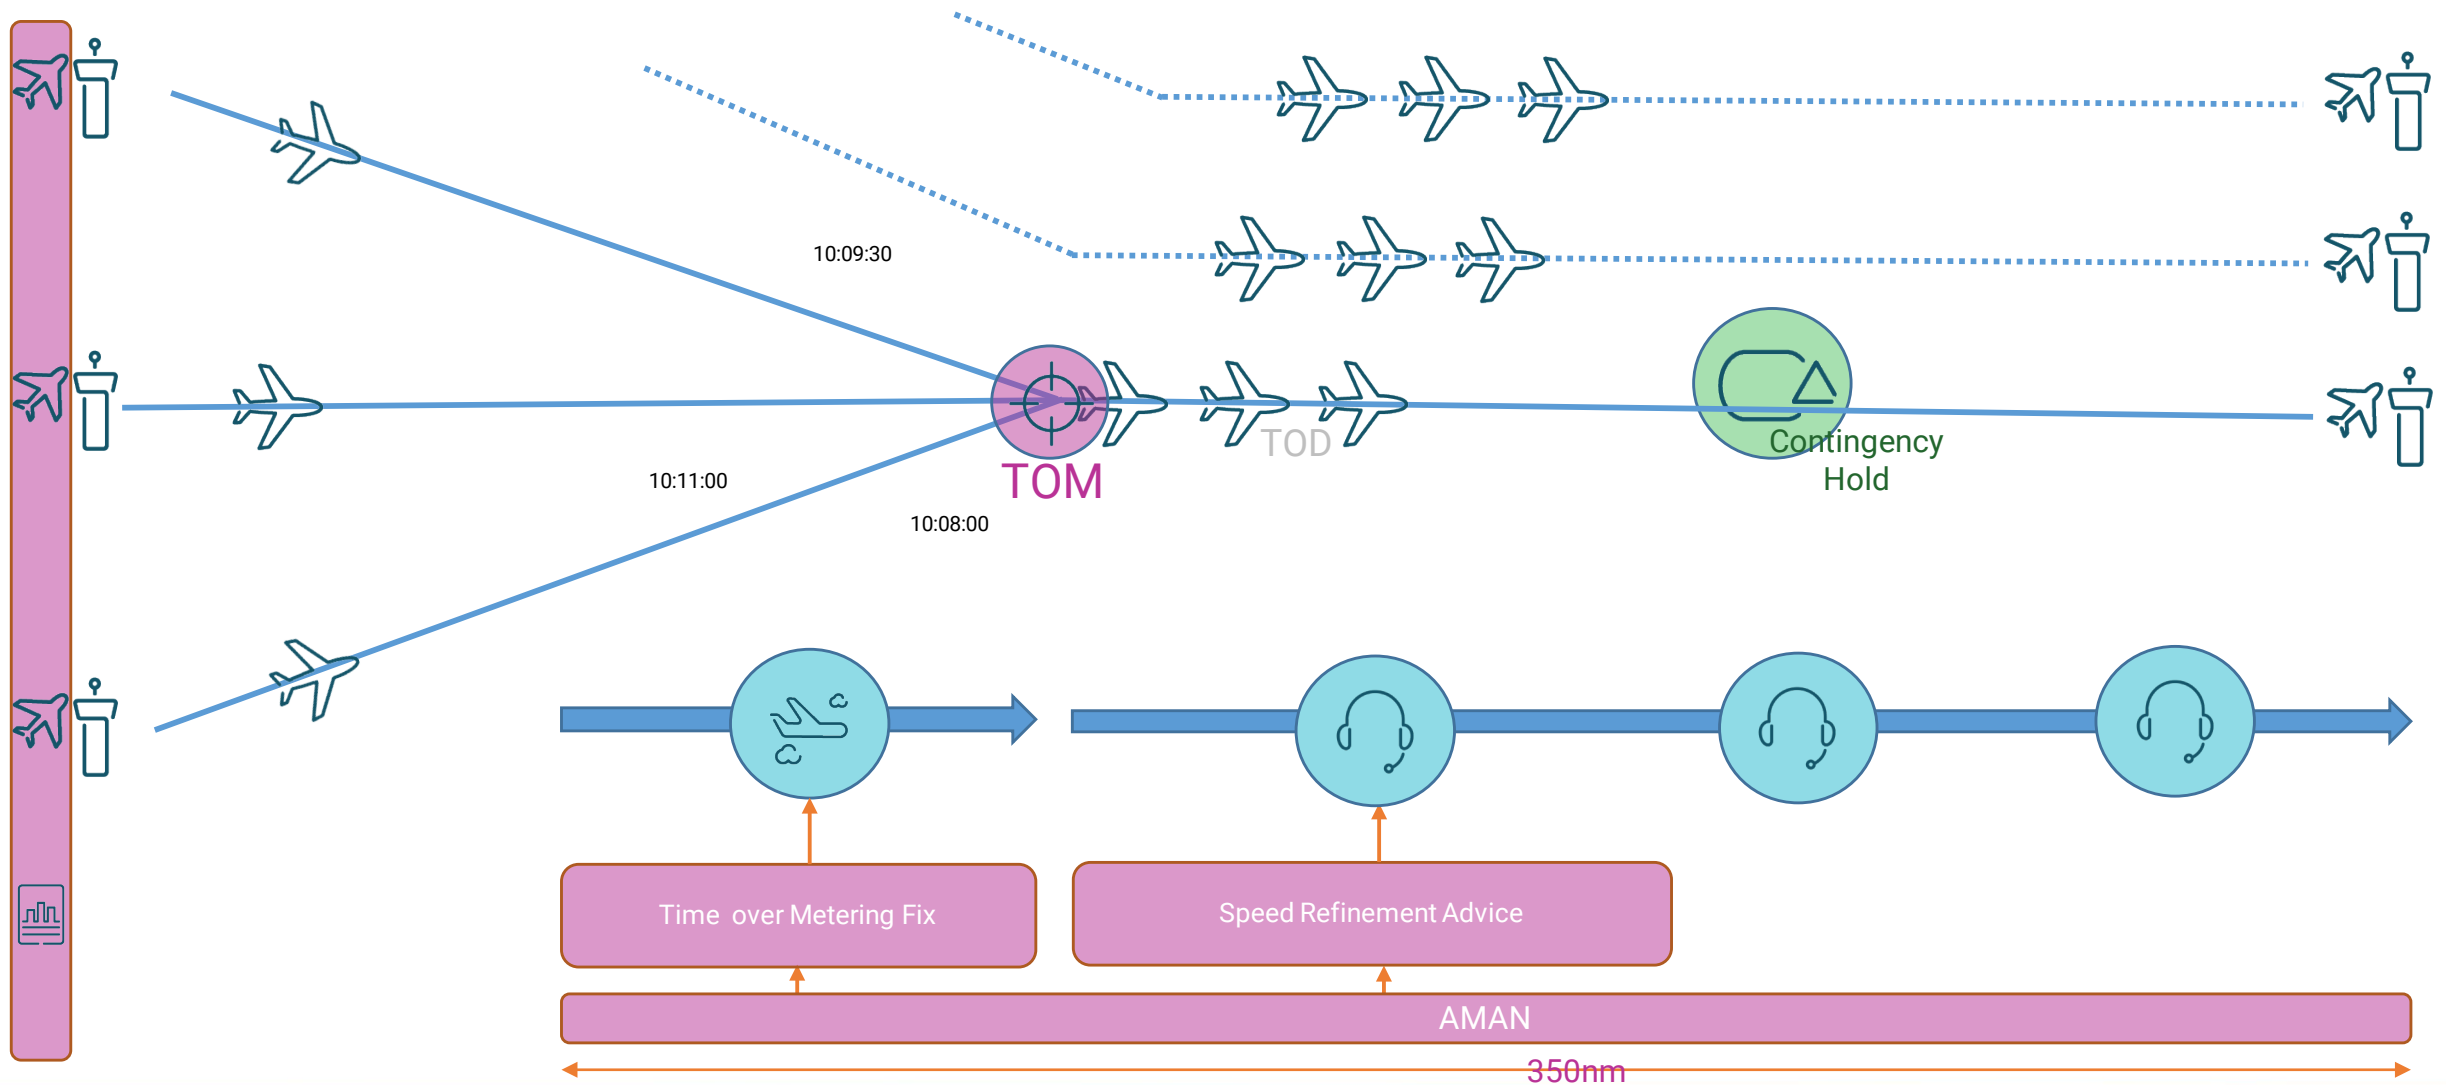 10:09:30
TOD
Contingency
Hold
TOM
10:11:00
10:08:00
Time over Metering Fix
Speed Refinement Advice
AMAN
350nm